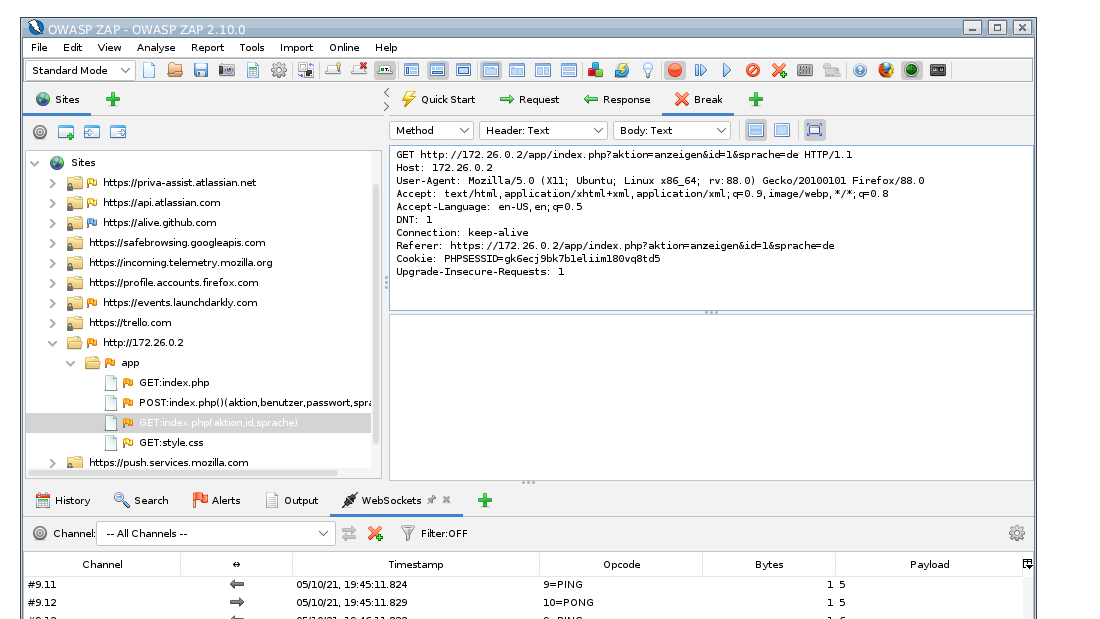 OWASP ZAP - OWASP ZAP 2.10.0
File Edit View Analyse Report Tools Import Online Help
Standard Mode
Sites
Quick Start Request Response Break
Method Header: Text Body: Text
GET http://172.26.0.2/app/index.php?aktion=anzeigen&id=1&sprache=de HTTP/1.1
Host: 172.26.0.2
User-Agent: Mozilla/5.0 (X11; Ubuntu; Linux x86_64; rv:88.0) Gecko/20100101 Firefox/88.0
Accept: text/html,application/xhtml+xml,application/xml;q=0.9,image/webp,*/*;q=0.8
Accept-Language: en-US,en;q=0.5
DNT: 1
Connection: keep-alive
Referer: https://172.26.0.2/app/index.php?aktion=anzeigen&id=1&sprache=de
Cookie: PHPSESSID=gk6ecj9bk7b1eliim180vq8td5
Upgrade-Insecure-Requests: 1
Sites
https://priva-assist.atlassian.net
https://api.atlassian.com
https://alive.github.com
https://safebrowsing.googleapis.com
https://incoming.telemetry.mozilla.org
https://profile.accounts.firefox.com
https://events.launchdarkly.com
https://trello.com
http://172.26.0.2
app
GET:index.php
POST:index.php()(aktion,benutzer,passwort,spra
GET:index.php(aktion,id,sprache)
GET:style.css
https://push.services.mozilla.com
History Search Alerts Output WebSockets
Channel: -- All Channels -- Filter:OFF
Channel Timestamp Opcode Bytes Payload
#9.11 05/10/21, 19:45:11.824 9=PING 1 5
#9.12 05/10/21, 19:45:11.829 10=PONG 1 5